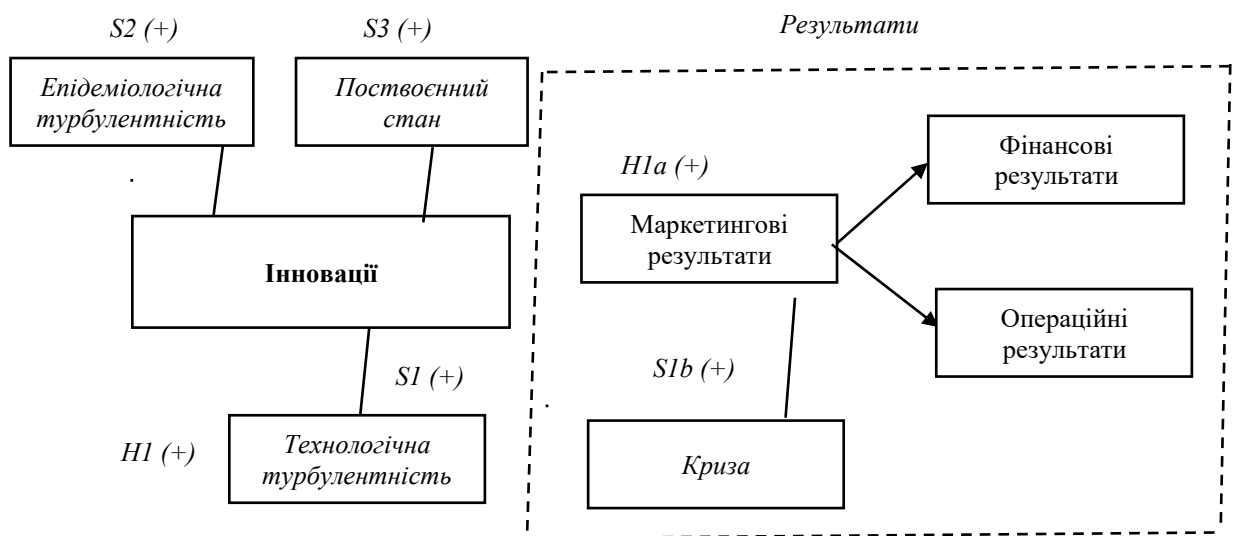 S2 (+)
S3 (+)
Результати
Епідеміологічна
турбулентність
Поствоєнний
стан
H1a (+)
Фінансові
результати
Маркетингові
результати
Інновації
Операційні
результати
S1 (+)
S1b (+)
H1 (+)
Технологічна
турбулентність
Криза